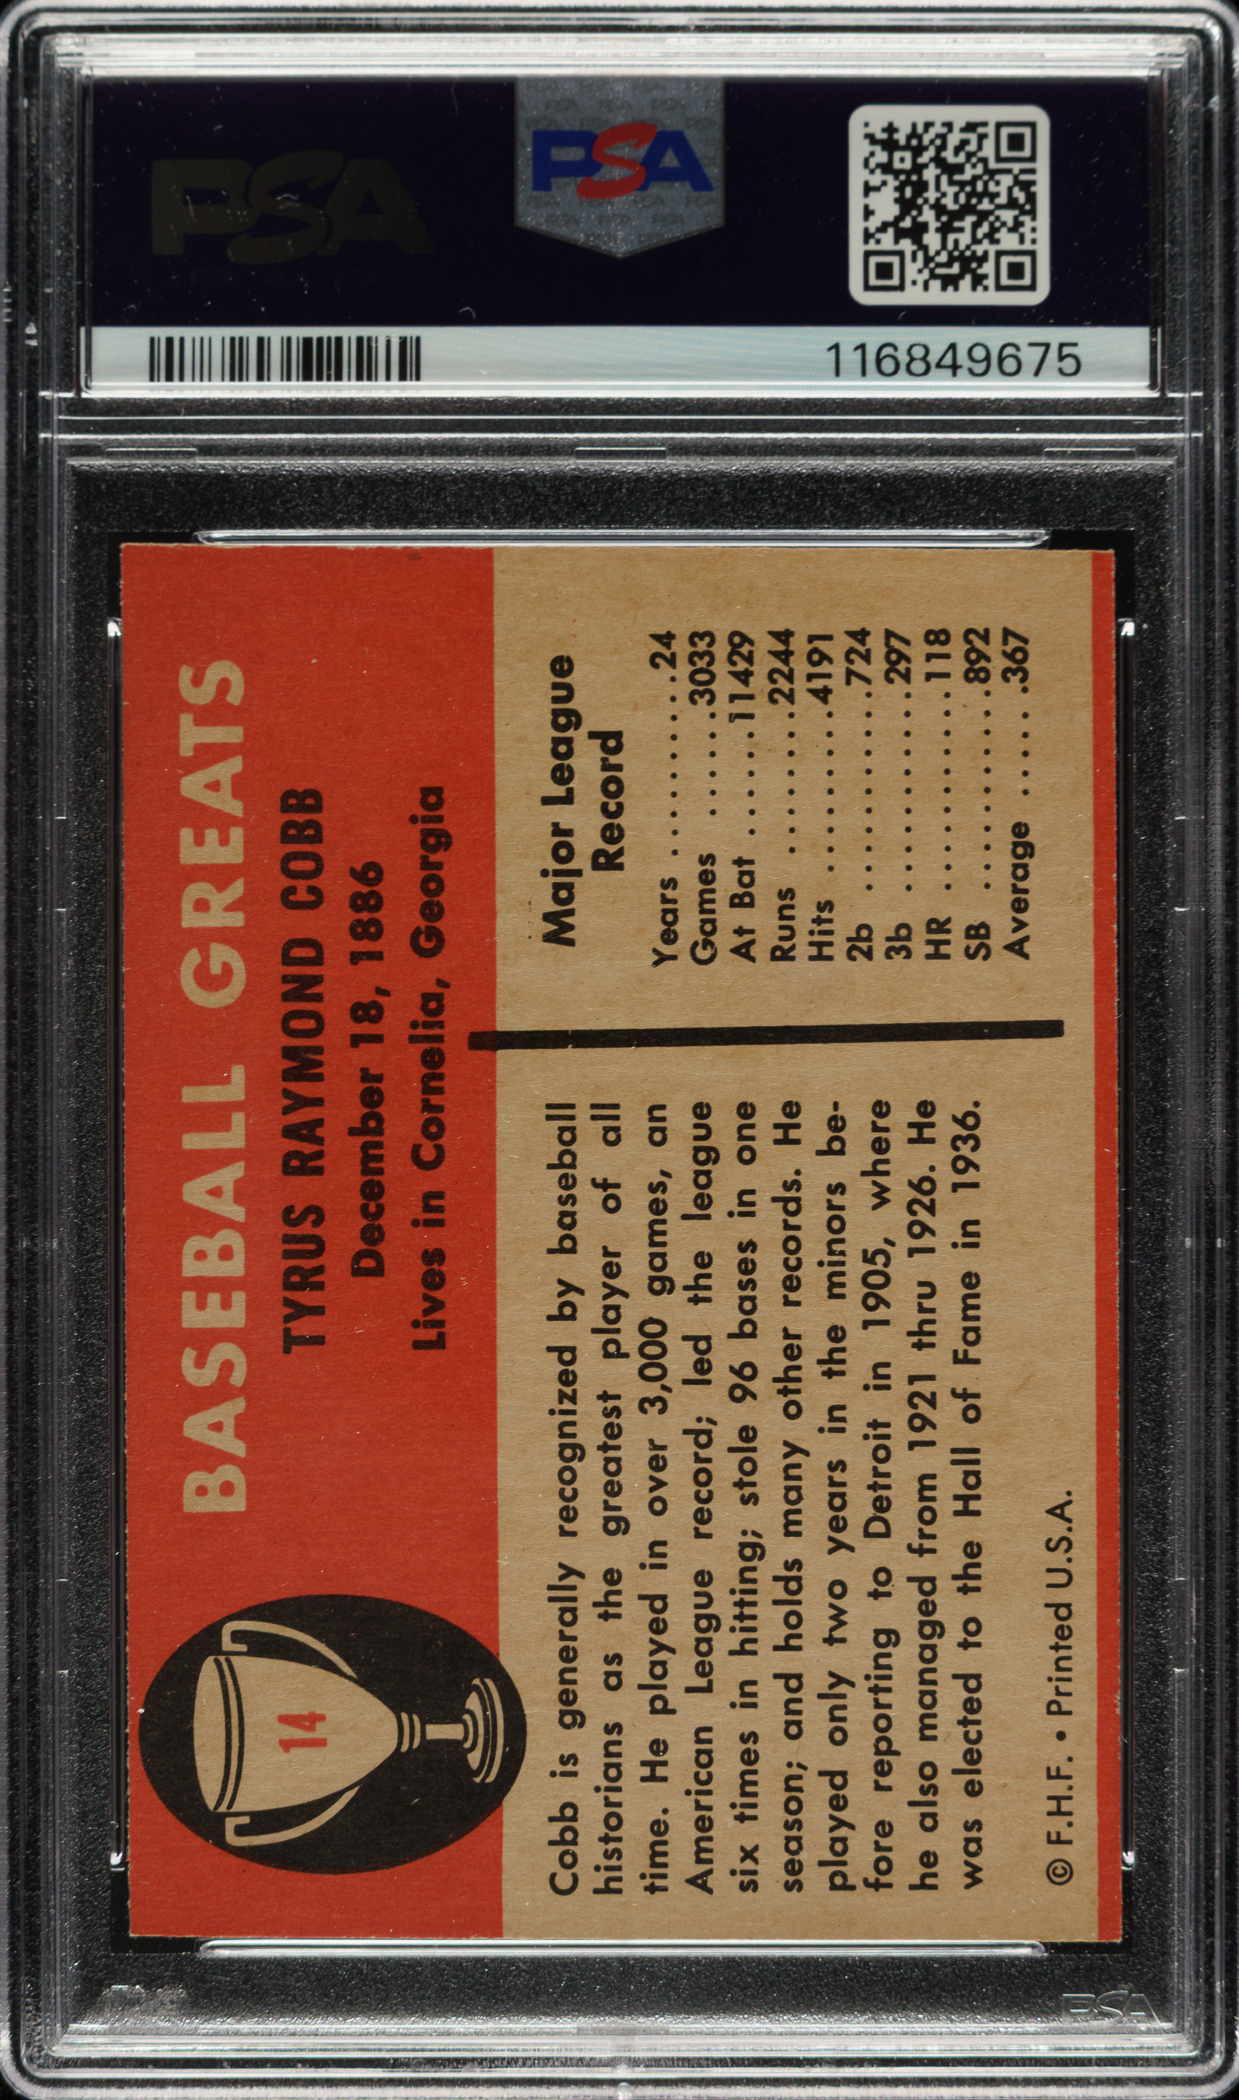 PSA
PSA
116849675
BASEBALL GREATS
TYRUS RAYMOND COBB
December 18, 1886
Lives in Cornelia, Georgia
14
Cobb is generally recognized by baseball
historians as the greatest player of all
time. He played in over 3,000 games, an
American League record; led the league
six times in hitting; stole 96 bases in one
season; and holds many other records. He
played only two years in the minors be-
fore reporting to Detroit in 1905, where
he also managed from 1921 thru 1926. He
was elected to the Hall of Fame in 1936.
Major League
Record
Years . . . . . . . . . .24
Games . . . . . . .3033
At Bat . . . . . . .11429
Runs . . . . . . . . .2244
Hits . . . . . . . . . .4191
2b . . . . . . . . . . . .724
3b . . . . . . . . . . . .297
HR . . . . . . . . . . .118
SB . . . . . . . . . . . .892
Average . . . . . .367
© F.H.F. • Printed U.S.A.
PSA